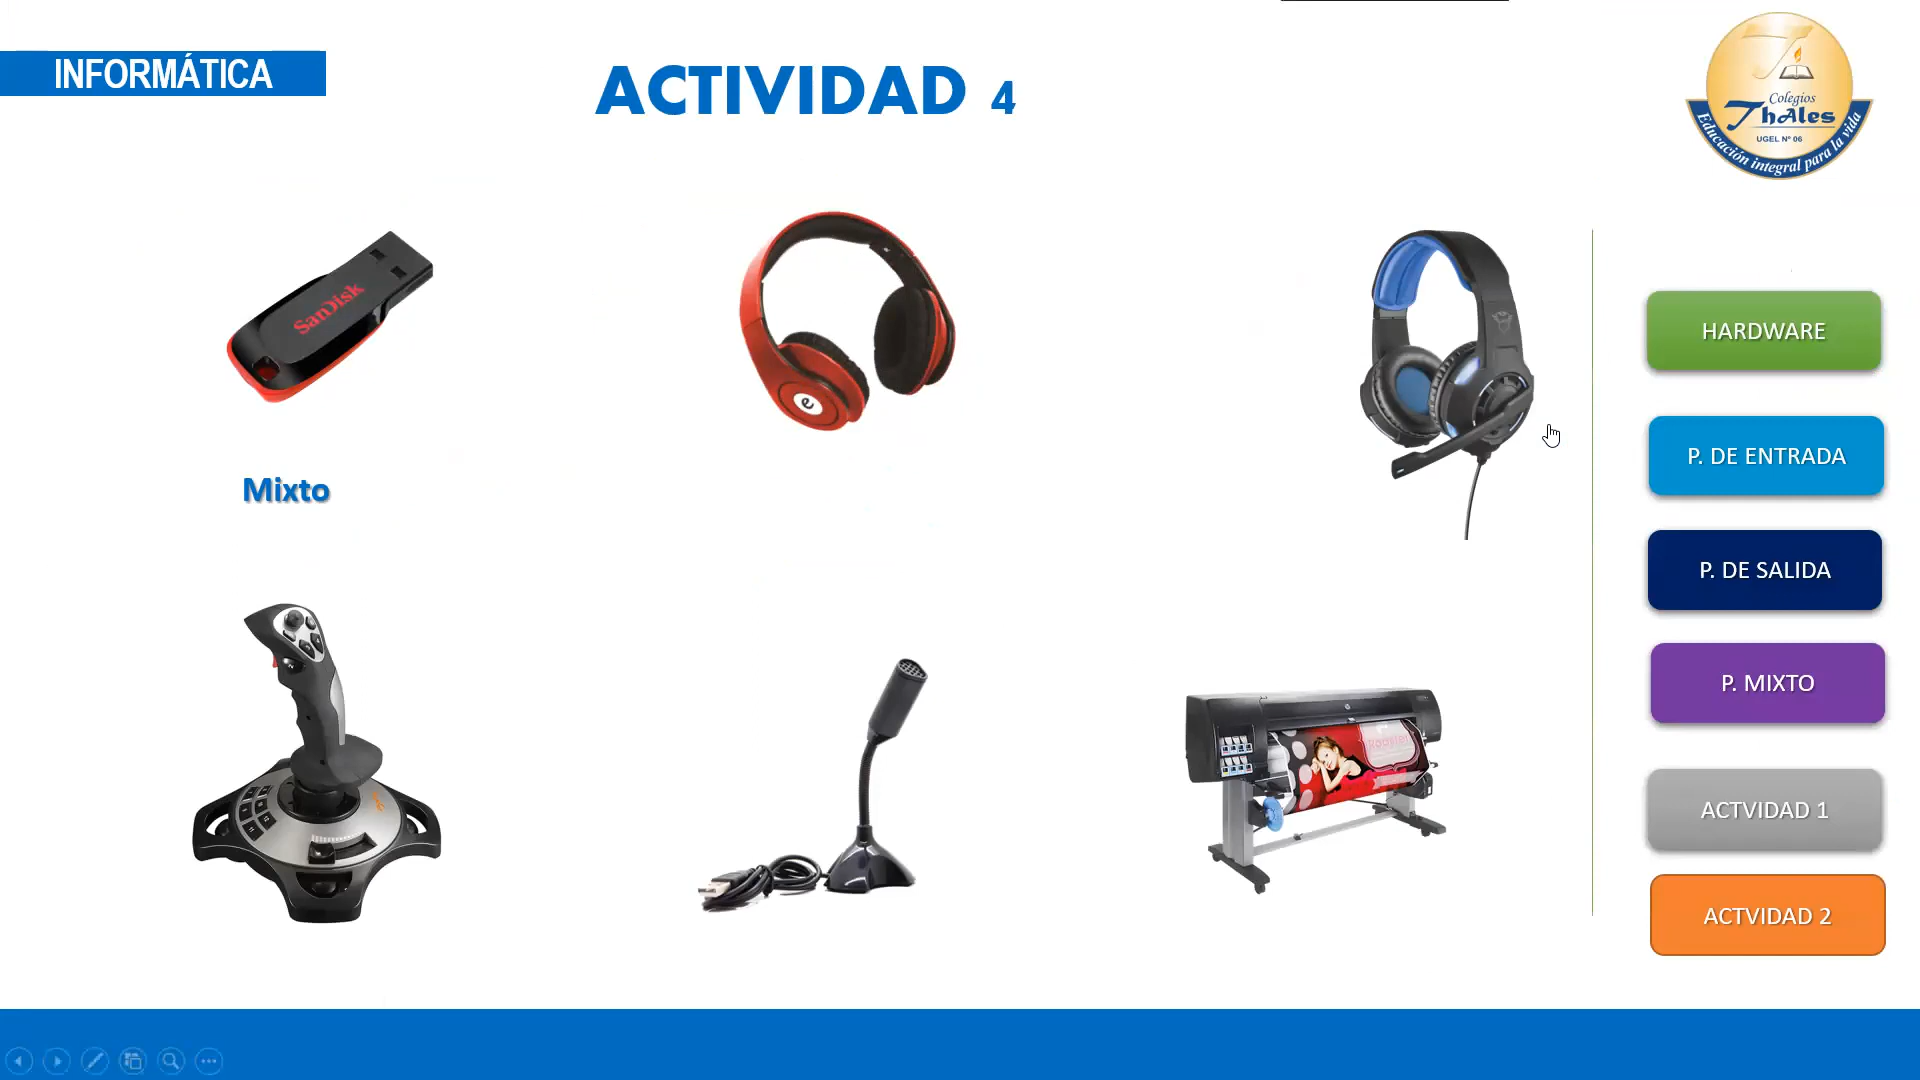 INFORMÁTICA
ACTIVIDAD 4
Colegios
Thales
UGEL Nº 06
Educación integral para la vida
SanDisk
e
Mixto
HARDWARE
P. DE ENTRADA
P. DE SALIDA
P. MIXTO
ACTVIDAD 1
ACTVIDAD 2